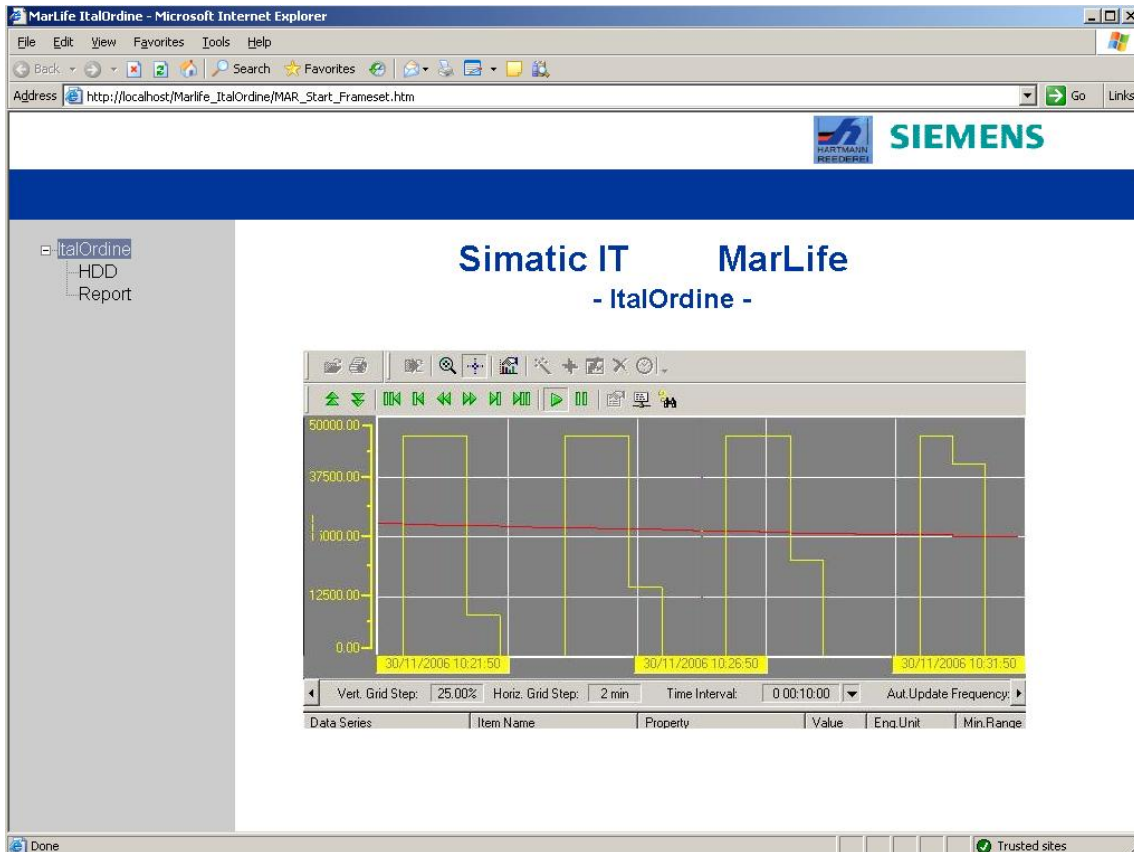 MarLife ItalOrdine - Microsoft Internet Explorer
File Edit View Favorites Tools Help
Back Search Favorites
Address http://localhost/Marlife_ItalOrdine/MAR_Start_Frameset.htm Go Links
HARTMANN REEDEREI SIEMENS
ItalOrdine
HDD
Report
Simatic IT MarLife
- ItalOrdine -
50000.00
37500.00
5000.00
12500.00
0.00
30/11/2006 10:21:50 30/11/2006 10:26:50 30/11/2006 10:31:50
Vert. Grid Step: 25.00% Horiz. Grid Step: 2 min Time Interval: 0 00:10:00 Aut.Update Frequency:
Data Series Item Name Property Value Eng.Unit Min.Range
Done Trusted sites